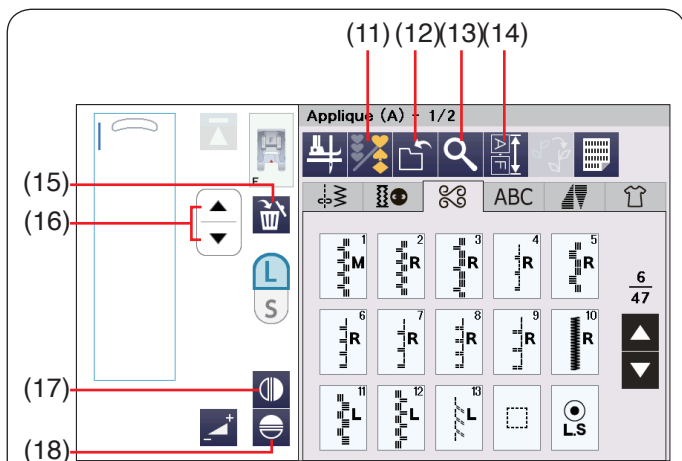 (11) (12) (13) (14)
Applique (A) - 1/2
F
A
F
(15)
(16)
ABC
L
S
1 M
2 R
3 R
4 R
5 R
6
47
6 R
7 R
8 R
9 R
10 R
11 L
12 L
13 L
L.S
(17)
(18)